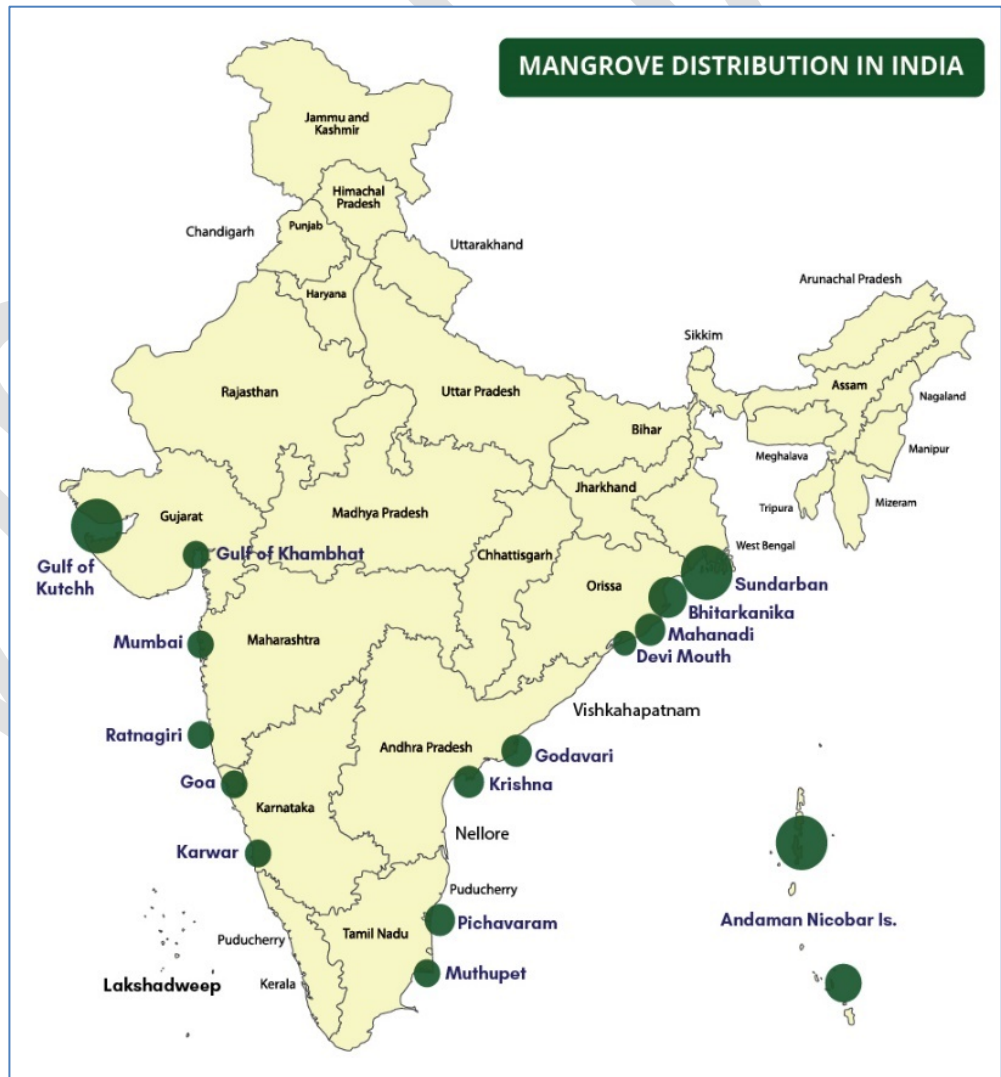 MANGROVE DISTRIBUTION IN INDIA
Jammu and
Kashmir
Himachal
Pradesh
Chandigarh
Punjab
Uttarakhand
Haryana
Arunachal Pradesh
Sikkim
Rajasthan
Uttar Pradesh
Assam
Nagaland
Bihar
Meghalava
Manipur
Jharkhand
Tripura
Mizeram
Gujarat
Madhya Pradesh
Gulf of Khambhat
Chhattisgarh
West Bengal
Gulf of
Kutchh
Orissa
Sundarban
Bhitarkanika
Mahanadi
Devi Mouth
Mumbai
Maharashtra
Vishkahapatnam
Ratnagiri
Andhra Pradesh
Godavari
Goa
Krishna
Karnataka
Nellore
Karwar
Puducherry
Pichavaram
Andaman Nicobar Is.
Puducherry
Tamil Nadu
Muthupet
Lakshadweep
Kerala